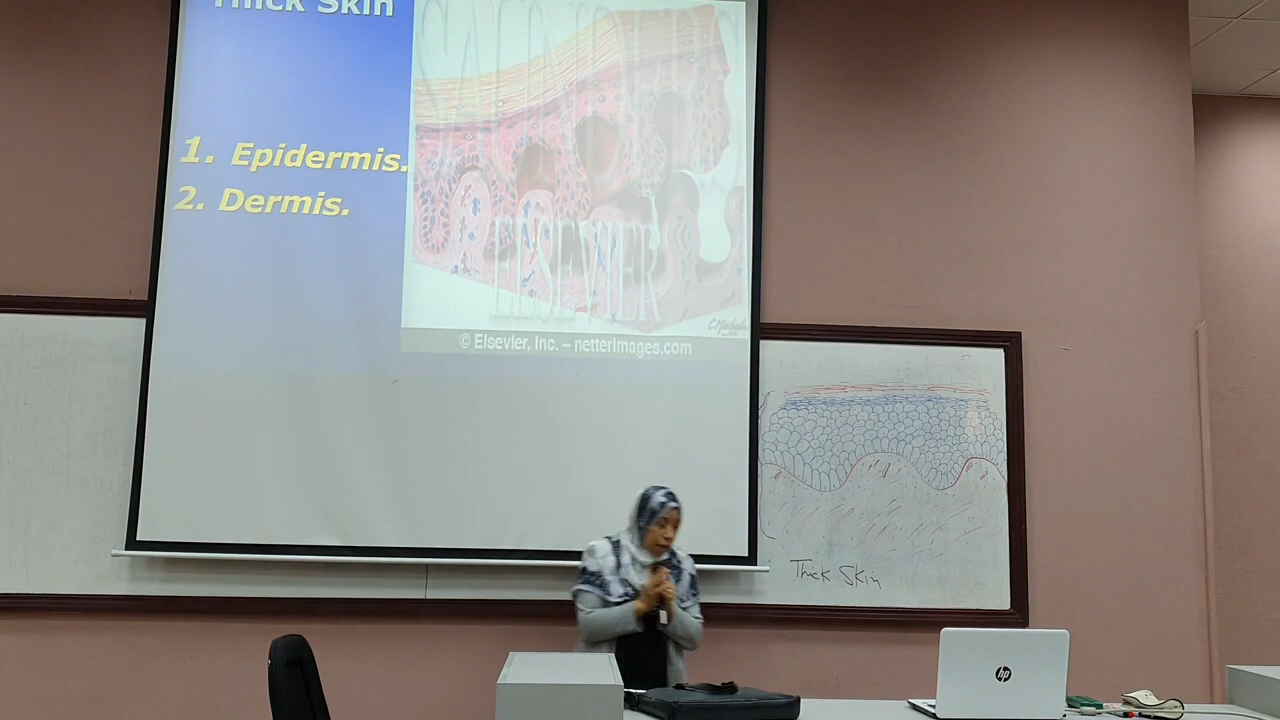 Thick Skin
1. Epidermis.
2. Dermis.
ELSEVIER
© Elsevier, Inc. – netterimages.com
Thick Skin
hp